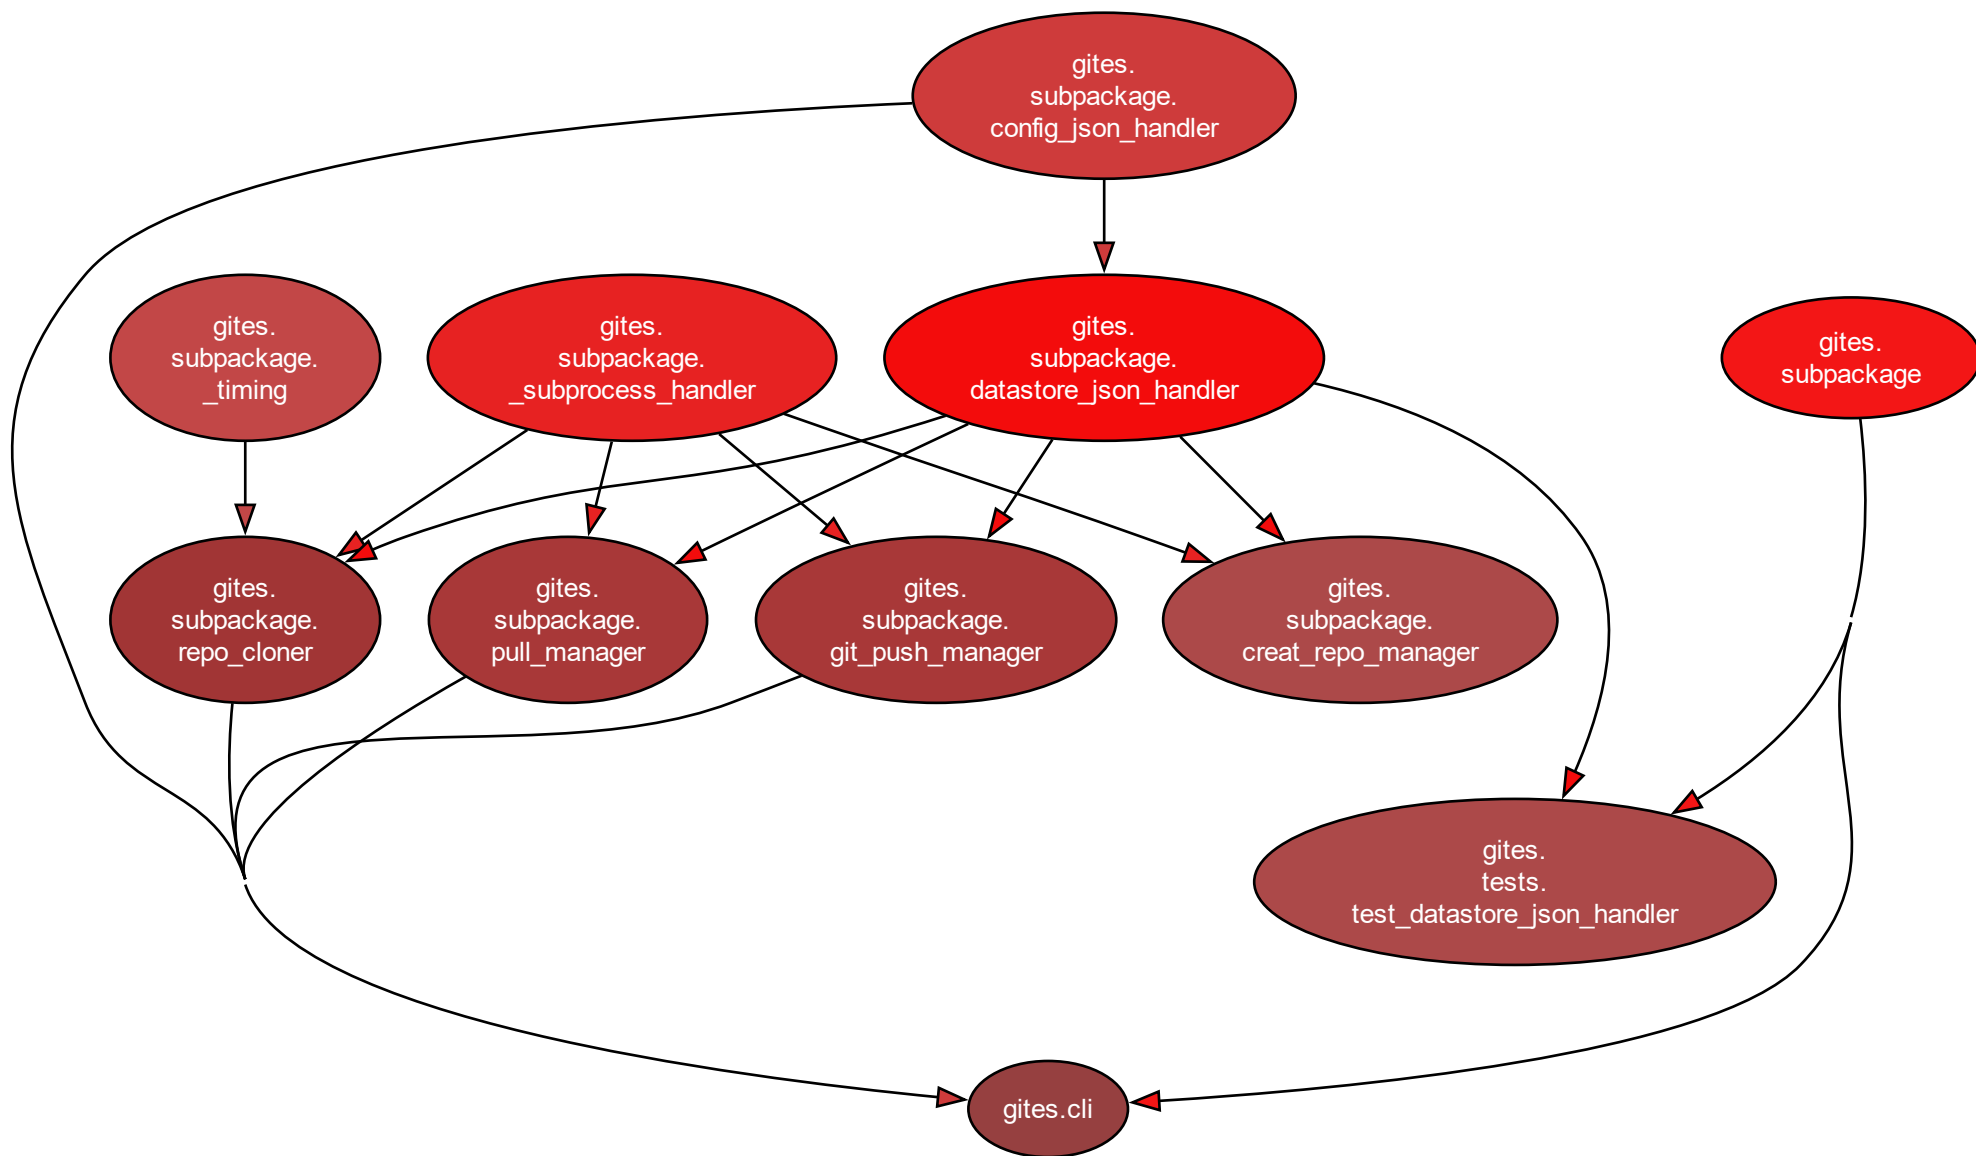 gites.
subpackage.
config_json_handler
gites.
subpackage.
_timing
gites.
subpackage.
_subprocess_handler
gites.
subpackage.
datastore_json_handler
gites.
subpackage
gites.
subpackage.
repo_cloner
gites.
subpackage.
pull_manager
gites.
subpackage.
git_push_manager
gites.
subpackage.
creat_repo_manager
gites.
tests.
test_datastore_json_handler
gites.cli